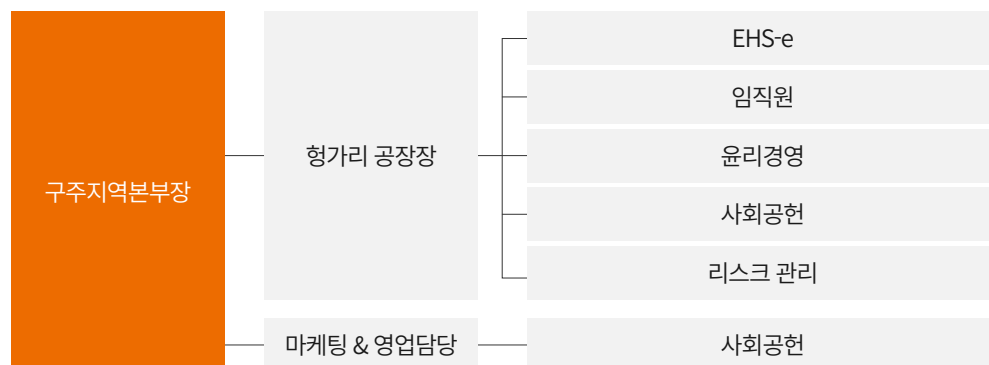 구주지역본부장
헝가리 공장장
EHS-e
임직원
윤리경영
사회공헌
리스크 관리
마케팅 & 영업담당
사회공헌